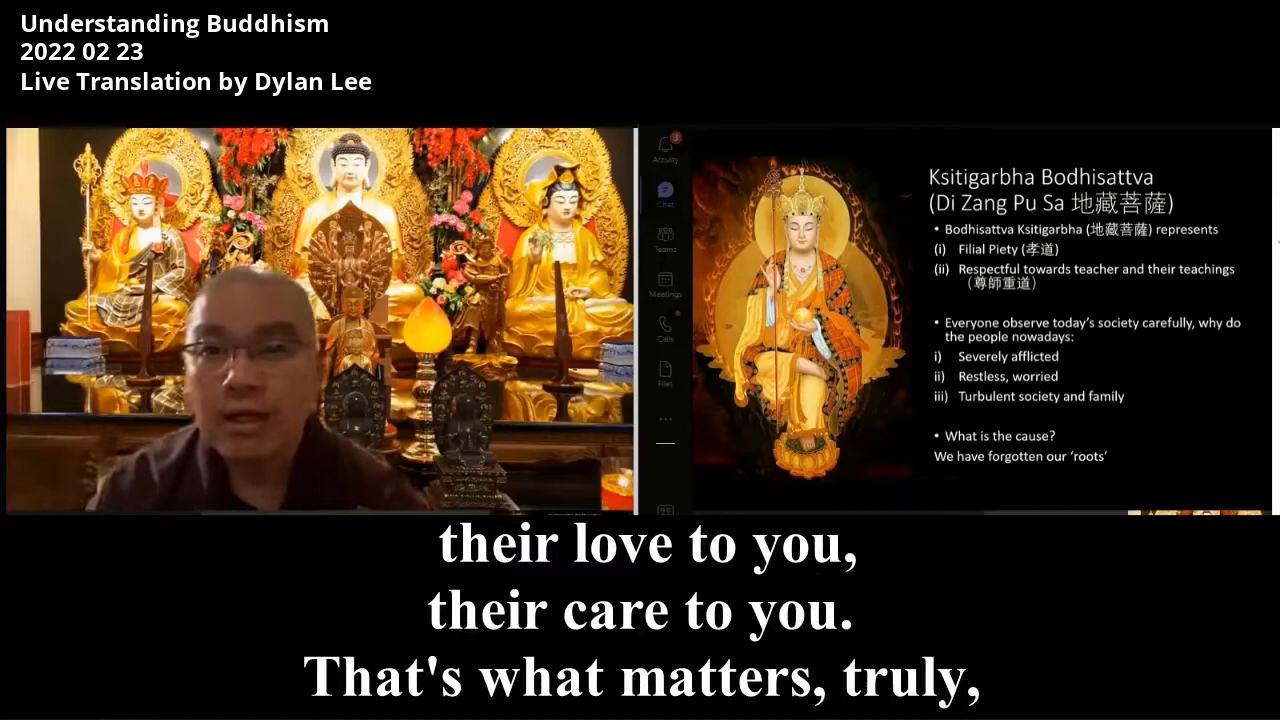 Understanding Buddhism
2022 02 23
Live Translation by Dylan Lee
3
Activity
Chat
Teams
Meetings
Calls
Files
Ksitigarbha Bodhisattva
(Di Zang Pu Sa 地藏菩薩)
• Bodhisattva Ksitigarbha (地藏菩薩) represents
(i) Filial Piety (孝道)
(ii) Respectful towards teacher and their teachings
(尊師重道)
• Everyone observe today's society carefully, why do
the people nowadays:
i) Severely afflicted
ii) Restless, worried
iii) Turbulent society and family
• What is the cause?
We have forgotten our 'roots'
their love to you,
their care to you.
That's what matters, truly,